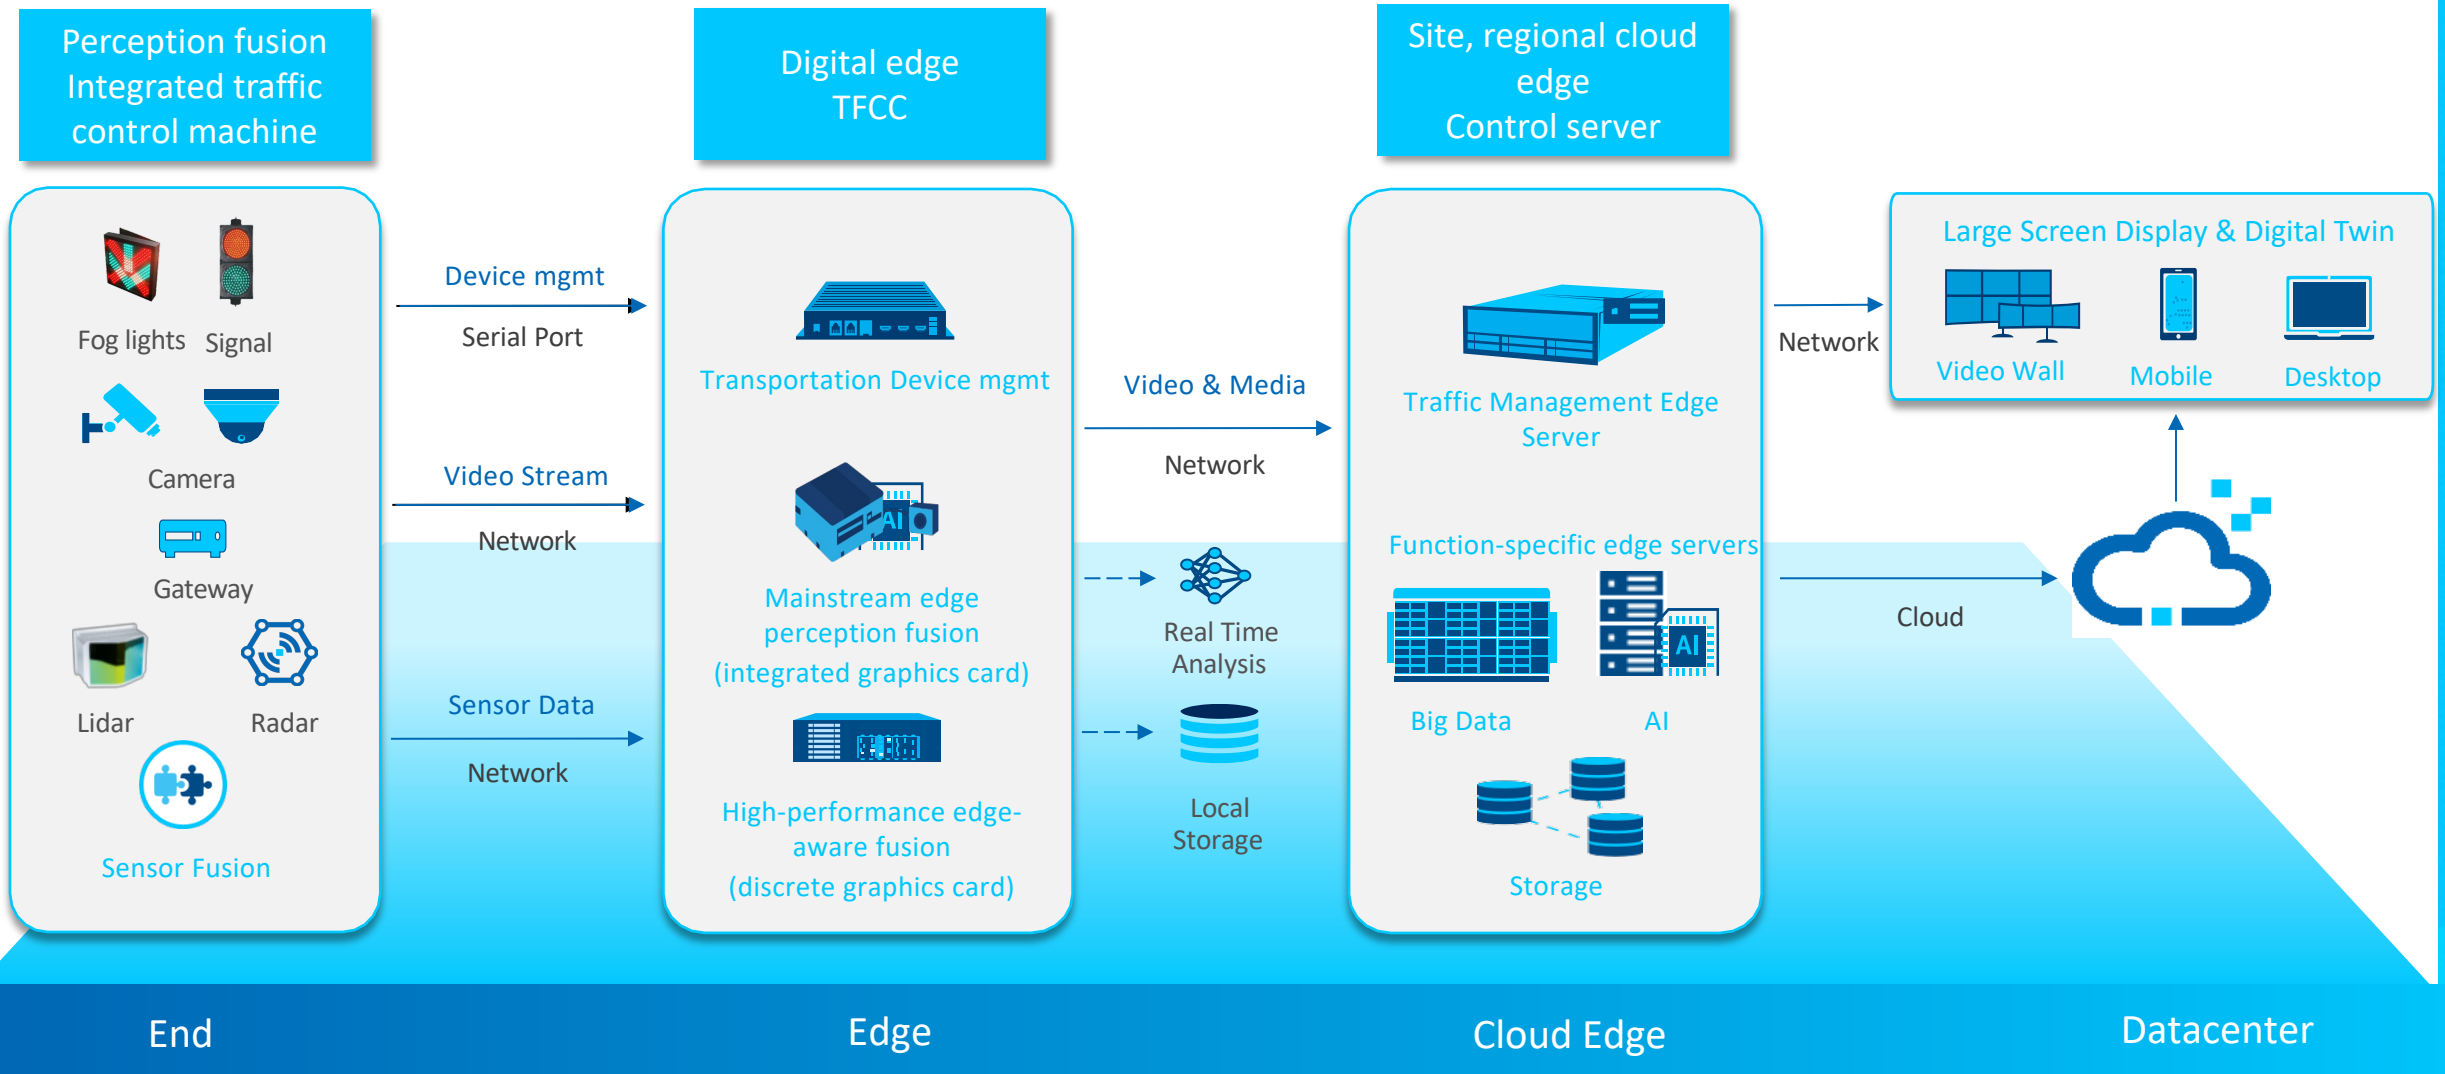 Perception fusion
Integrated traffic
control machine
Digital edge
TFCC
Site, regional cloud
edge
Control server
Fog lights
Signal
Camera
Gateway
Lidar
Radar
Sensor Fusion
Device mgmt
Serial Port
Video Stream
Network
Sensor Data
Network
Transportation Device mgmt
AI
Mainstream edge
perception fusion
(integrated graphics card)
High-performance edge-
aware fusion
(discrete graphics card)
Video & Media
Network
Real Time
Analysis
Local
Storage
Traffic Management Edge
Server
Function-specific edge servers
AI
Big Data
AI
Storage
Network
Cloud
Large Screen Display & Digital Twin
Video Wall
Mobile
Desktop
End
Edge
Cloud Edge
Datacenter